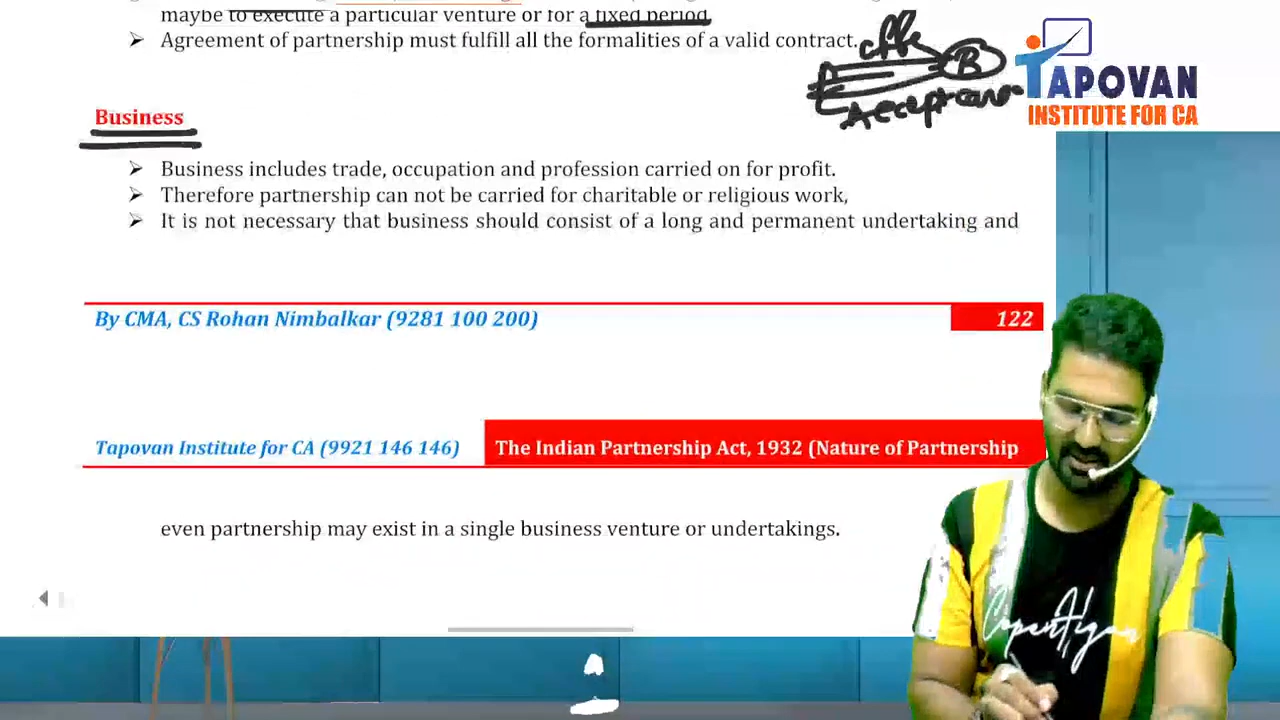 maybe to execute a particular venture or for a fixed period
➢ Agreement of partnership must fulfill all the formalities of a valid contract.
offer
B
Acceptance
TAPOVAN
INSTITUTE FOR CA
Business
➢ Business includes trade, occupation and profession carried on for profit.
➢ Therefore partnership can not be carried for charitable or religious work,
➢ It is not necessary that business should consist of a long and permanent undertaking and
By CMA, CS Rohan Nimbalkar (9281 100 200)
122
Tapovan Institute for CA (9921 146 146)
The Indian Partnership Act, 1932 (Nature of Partnership
even partnership may exist in a single business venture or undertakings.